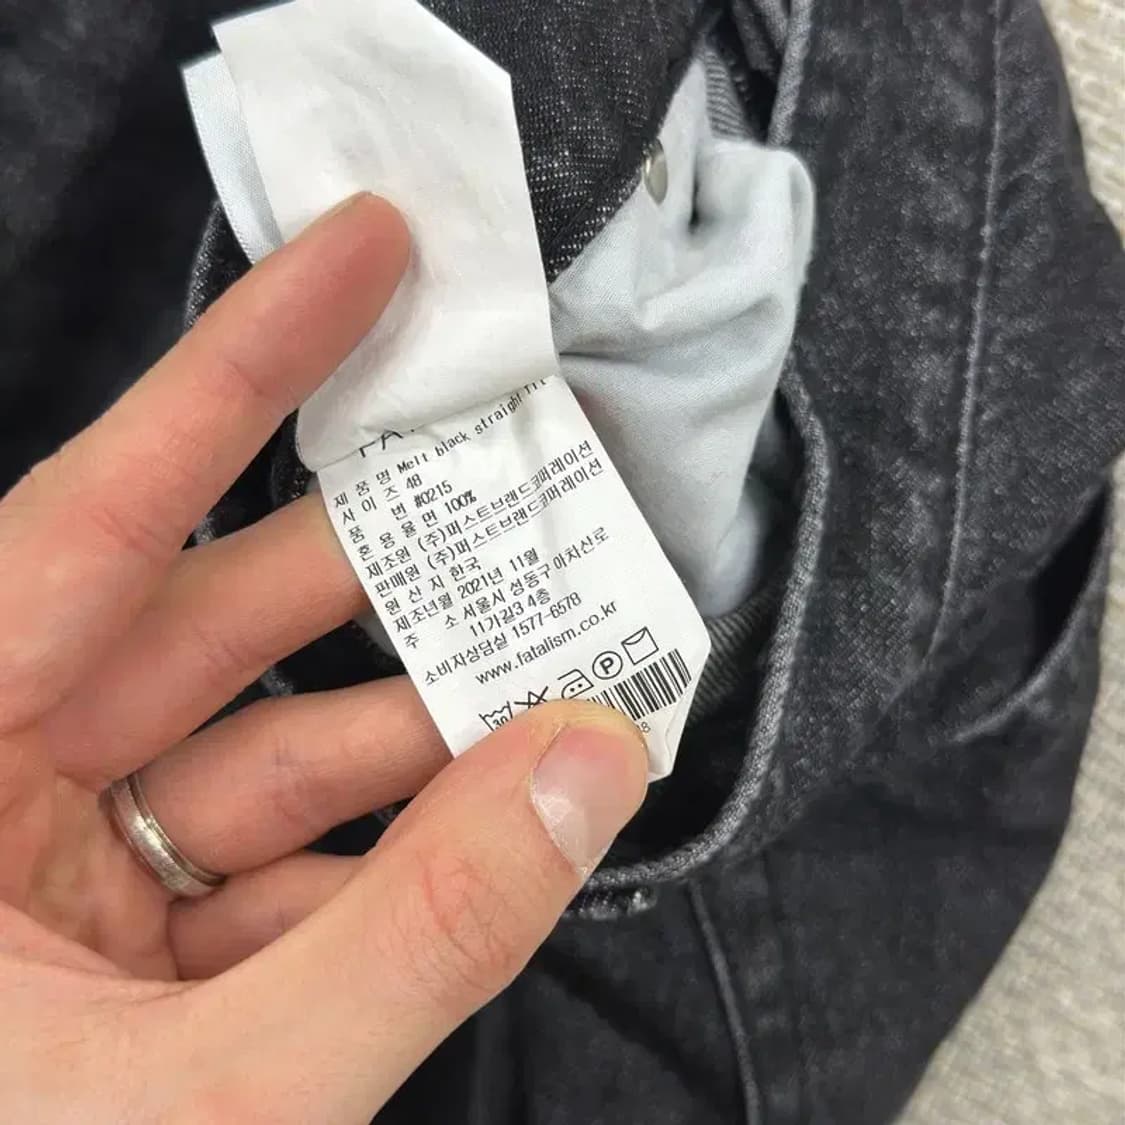 제 품 명 Melt black straight fit
사 이 즈 48
품 번 #0215
혼 용 율 면 100%
제조원 (주)퍼스트브랜드코퍼레이션
판매원 (주)퍼스트브랜드코퍼레이션
원 산 지 한국
제조년월 2021년 11월
주 소 서울시 성동구 아차산로
11가길3 4층
소비자상담실 1577-6578
www.fatalism.co.kr
30 P